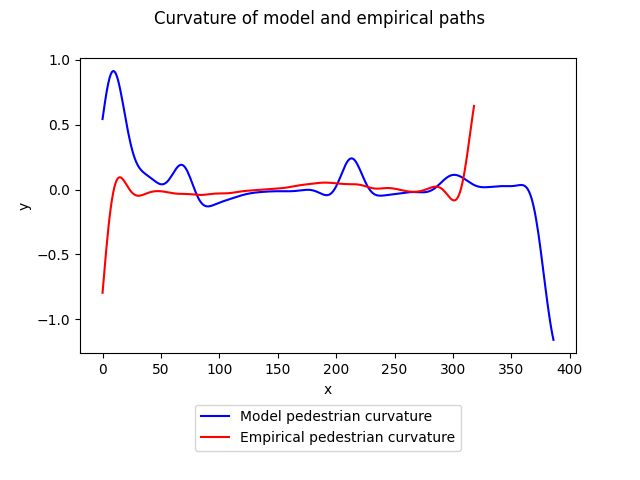 Curvature of model and empirical paths
1.0
0.5
0.0
−0.5
−1.0
y
0 50 100 150 200 250 300 350 400
x
Model pedestrian curvature
Empirical pedestrian curvature